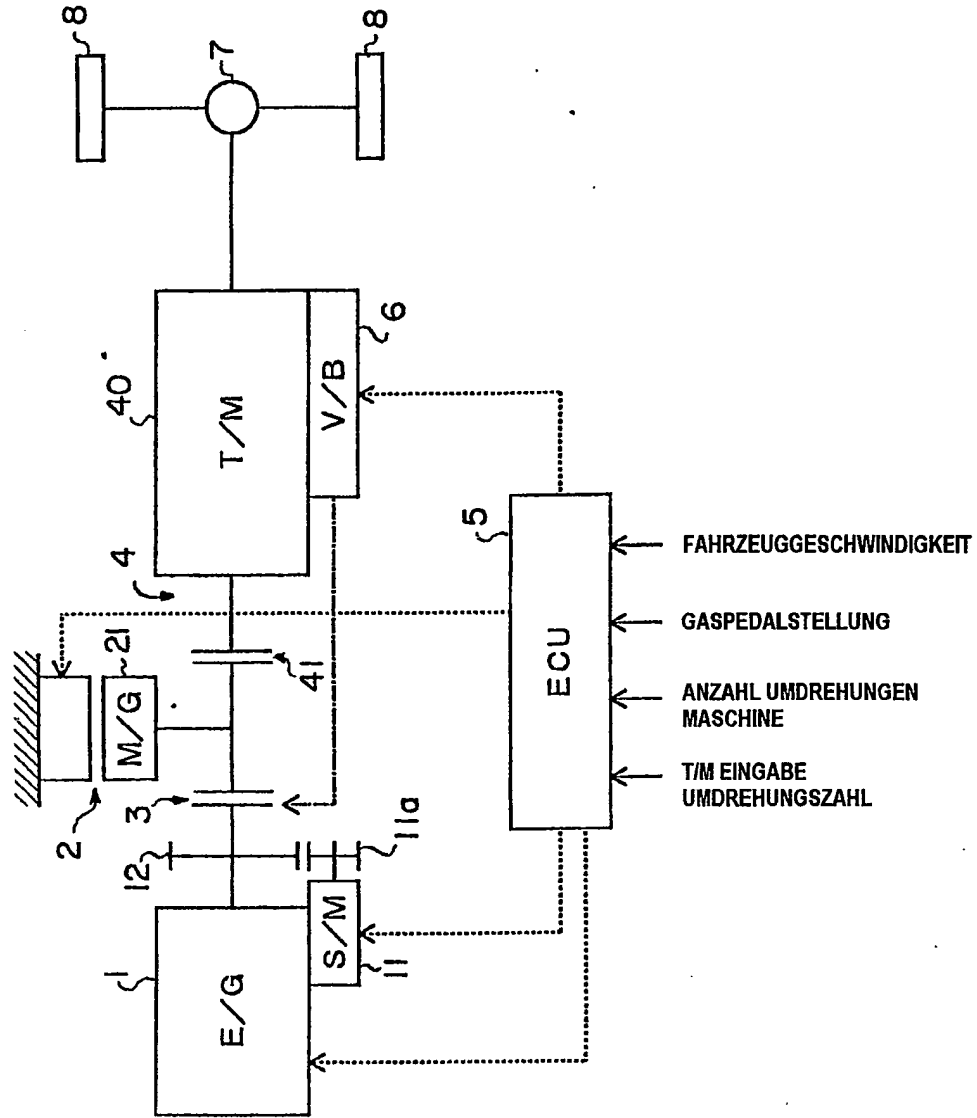 8
7
8
40
T/M
6
V/B
4
21
M/G
41
2
3
12
11a
1
E/G
S/M
11
5
ECU
FAHRZEUGGESCHWINDIGKEIT
GASPEDALSTELLUNG
ANZAHL UMDREHUNGEN
MASCHINE
T/M EINGABE
UMDREHUNGSZAHL